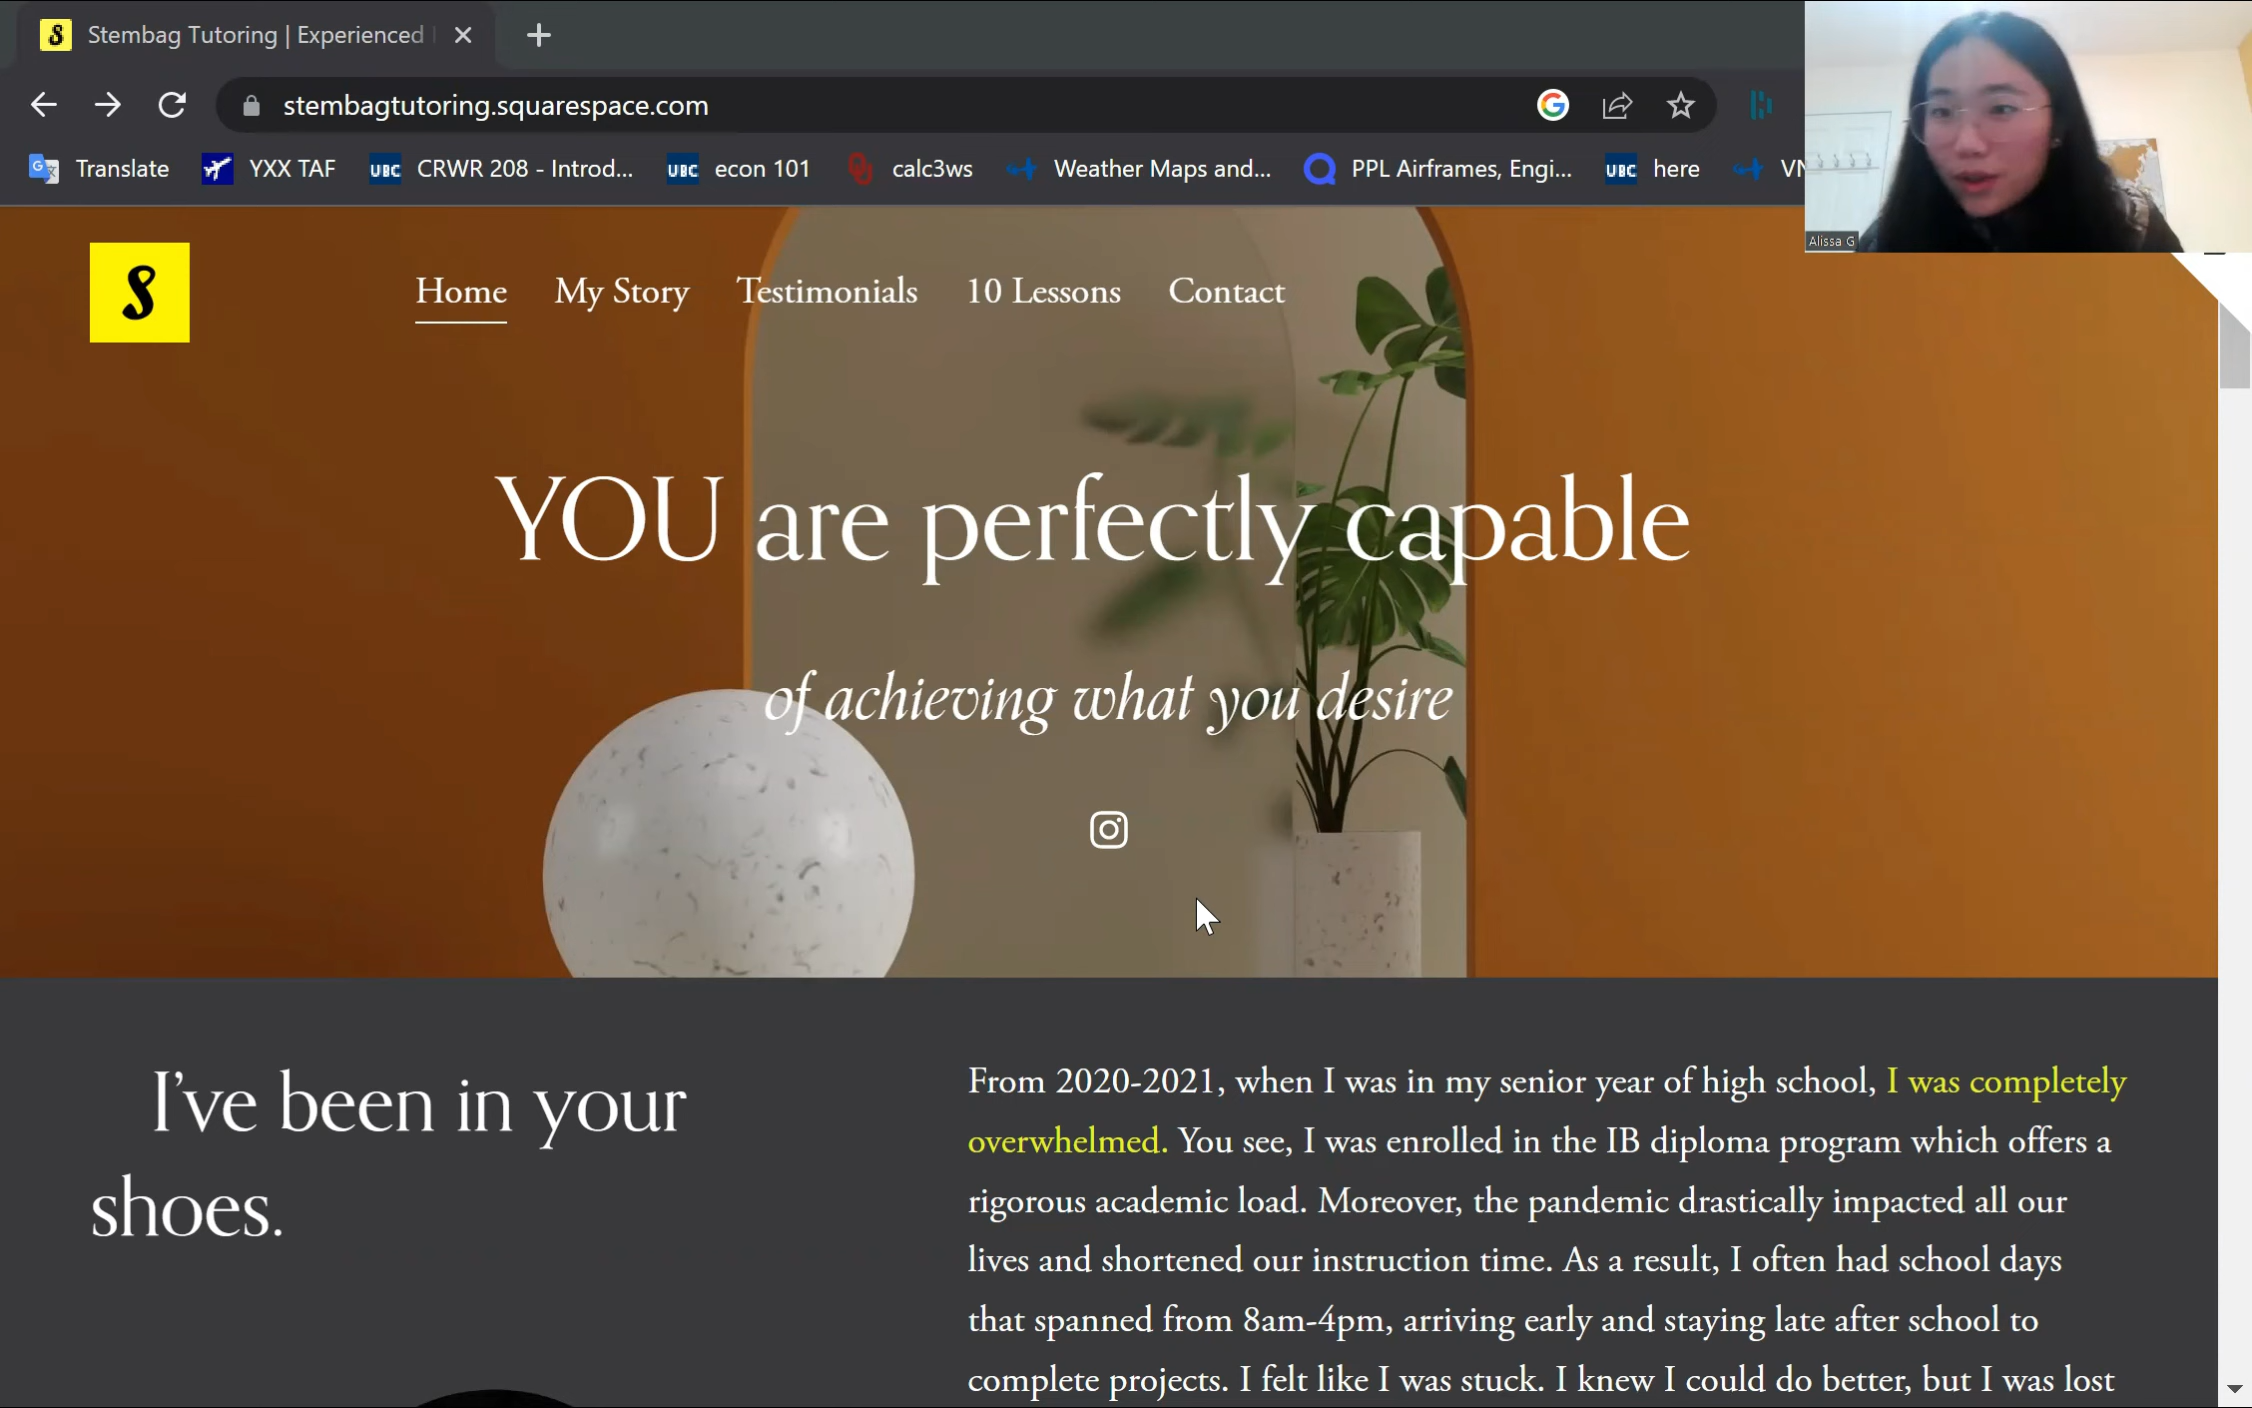 Stembag Tutoring | Experienced
stembagtutoring.squarespace.com
Translate
YXX TAF
UBC
CRWR 208 - Introd...
UBC
econ 101
calc3ws
Weather Maps and...
PPL Airframes, Engi...
UBC
here
Alissa G
S
Home
My Story
Testimonials
10 Lessons
Contact
YOU are perfectly capable
of achieving what you desire
I've been in your
shoes.
From 2020-2021, when I was in my senior year of high school, I was completely
overwhelmed. You see, I was enrolled in the IB diploma program which offers a
rigorous academic load. Moreover, the pandemic drastically impacted all our
lives and shortened our instruction time. As a result, I often had school days
that spanned from 8am-4pm, arriving early and staying late after school to
complete projects. I felt like I was stuck. I knew I could do better, but I was lost